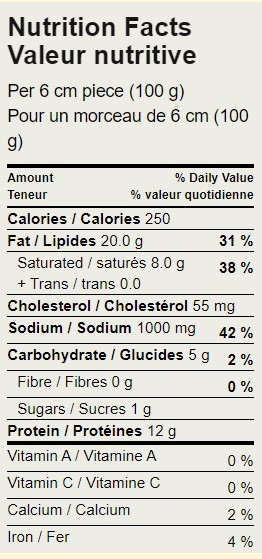 Nutrition Facts
Valeur nutritive
Per 6 cm piece (100 g)
Pour un morceau de 6 cm (100
g)
Amount % Daily Value
Teneur % valeur quotidienne
Calories / Calories 250
Fat / Lipides 20.0 g 31 %
Saturated / saturés 8.0 g 38 %
+ Trans / trans 0.0
Cholesterol / Cholestérol 55 mg
Sodium / Sodium 1000 mg 42 %
Carbohydrate / Glucides 5 g 2 %
Fibre / Fibres 0 g 0 %
Sugars / Sucres 1 g
Protein / Protéines 12 g
Vitamin A / Vitamine A 0 %
Vitamin C / Vitamine C 0 %
Calcium / Calcium 2 %
Iron / Fer 4 %